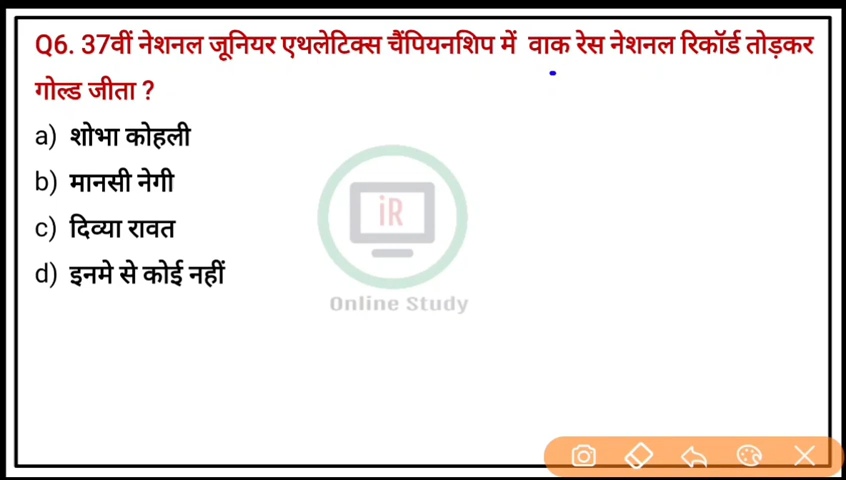 Q6. 37वीं नेशनल जूनियर एथलेटिक्स चैंपियनशिप में वाक रेस नेशनल रिकॉर्ड तोड़कर
गोल्ड जीता ?
a) शोभा कोहली
b) मानसी नेगी
c) दिव्या रावत
d) इनमे से कोई नहीं
iR
Online Study